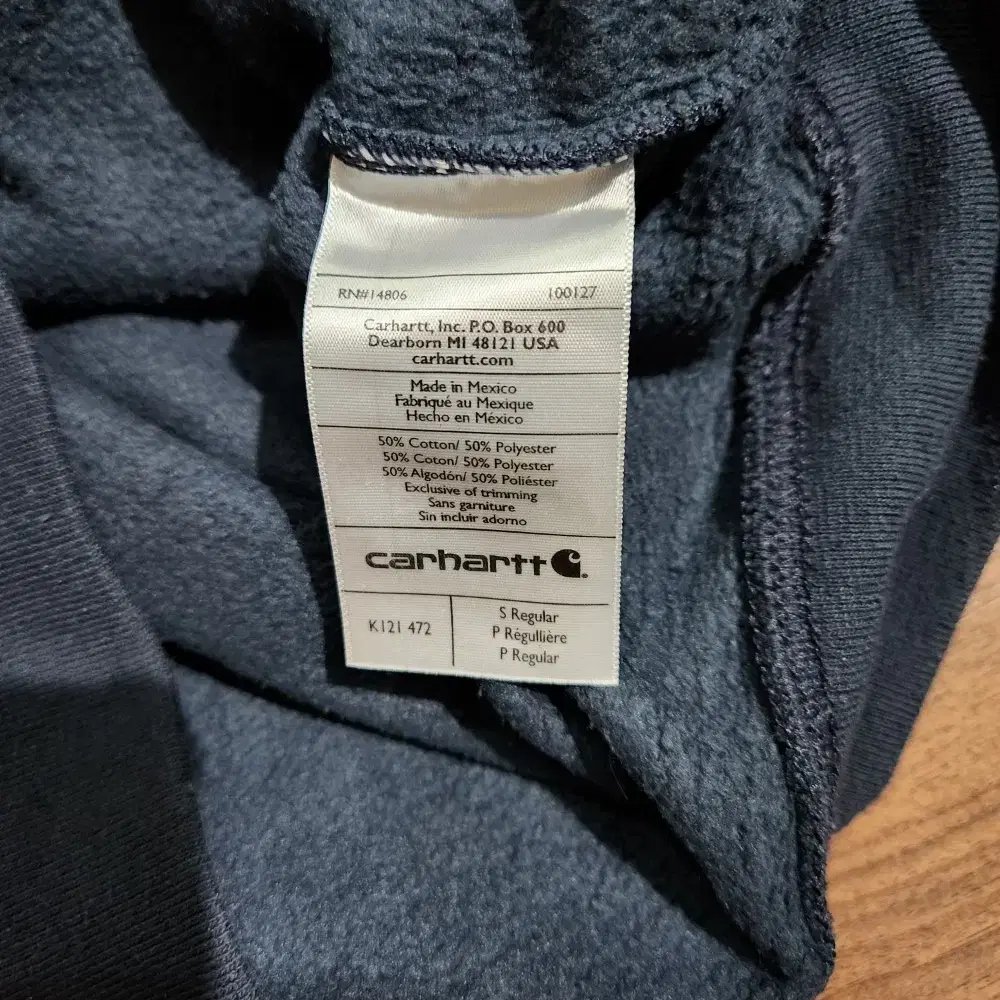 RN#14806 100127
Carhartt, Inc. P.O. Box 600
Dearborn MI 48121 USA
carhartt.com
Made in Mexico
Fabriqué au Mexique
Hecho en México
50% Cotton/ 50% Polyester
50% Coton/ 50% Polyester
50% Algodón/ 50% Poliéster
Exclusive of trimming
Sans garniture
Sin incluir adorno
carhartt
K121 472
S Regular
P Régullière
P Regular